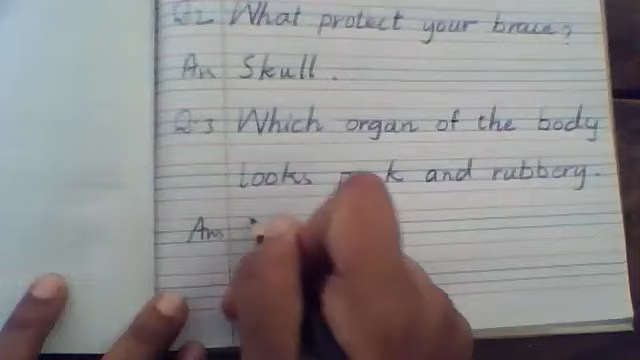 Q2 What protect your brain?
An Skull.
Q3 Which organ of the body
looks and rubbery.
Ans